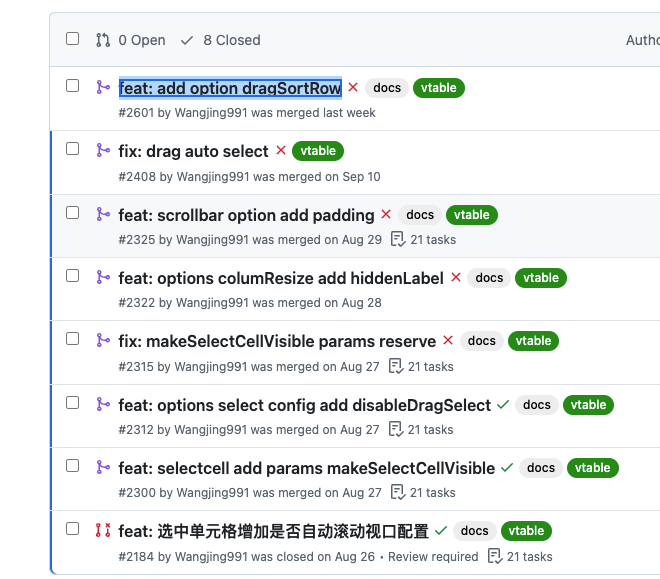 0 Open 8 Closed Autho
feat: add option dragSortRow docs vtable
#2601 by Wangjing991 was merged last week
fix: drag auto select vtable
#2408 by Wangjing991 was merged on Sep 10
feat: scrollbar option add padding docs vtable
#2325 by Wangjing991 was merged on Aug 29 21 tasks
feat: options columResize add hiddenLabel docs vtable
#2322 by Wangjing991 was merged on Aug 28
fix: makeSelectCellVisible params reserve docs vtable
#2315 by Wangjing991 was merged on Aug 27 21 tasks
feat: options select config add disableDragSelect docs vtable
#2312 by Wangjing991 was merged on Aug 27 21 tasks
feat: selectcell add params makeSelectCellVisible docs vtable
#2300 by Wangjing991 was merged on Aug 27 21 tasks
feat: 选中单元格增加是否自动滚动视口配置 docs vtable
#2184 by Wangjing991 was closed on Aug 26 • Review required 21 tasks